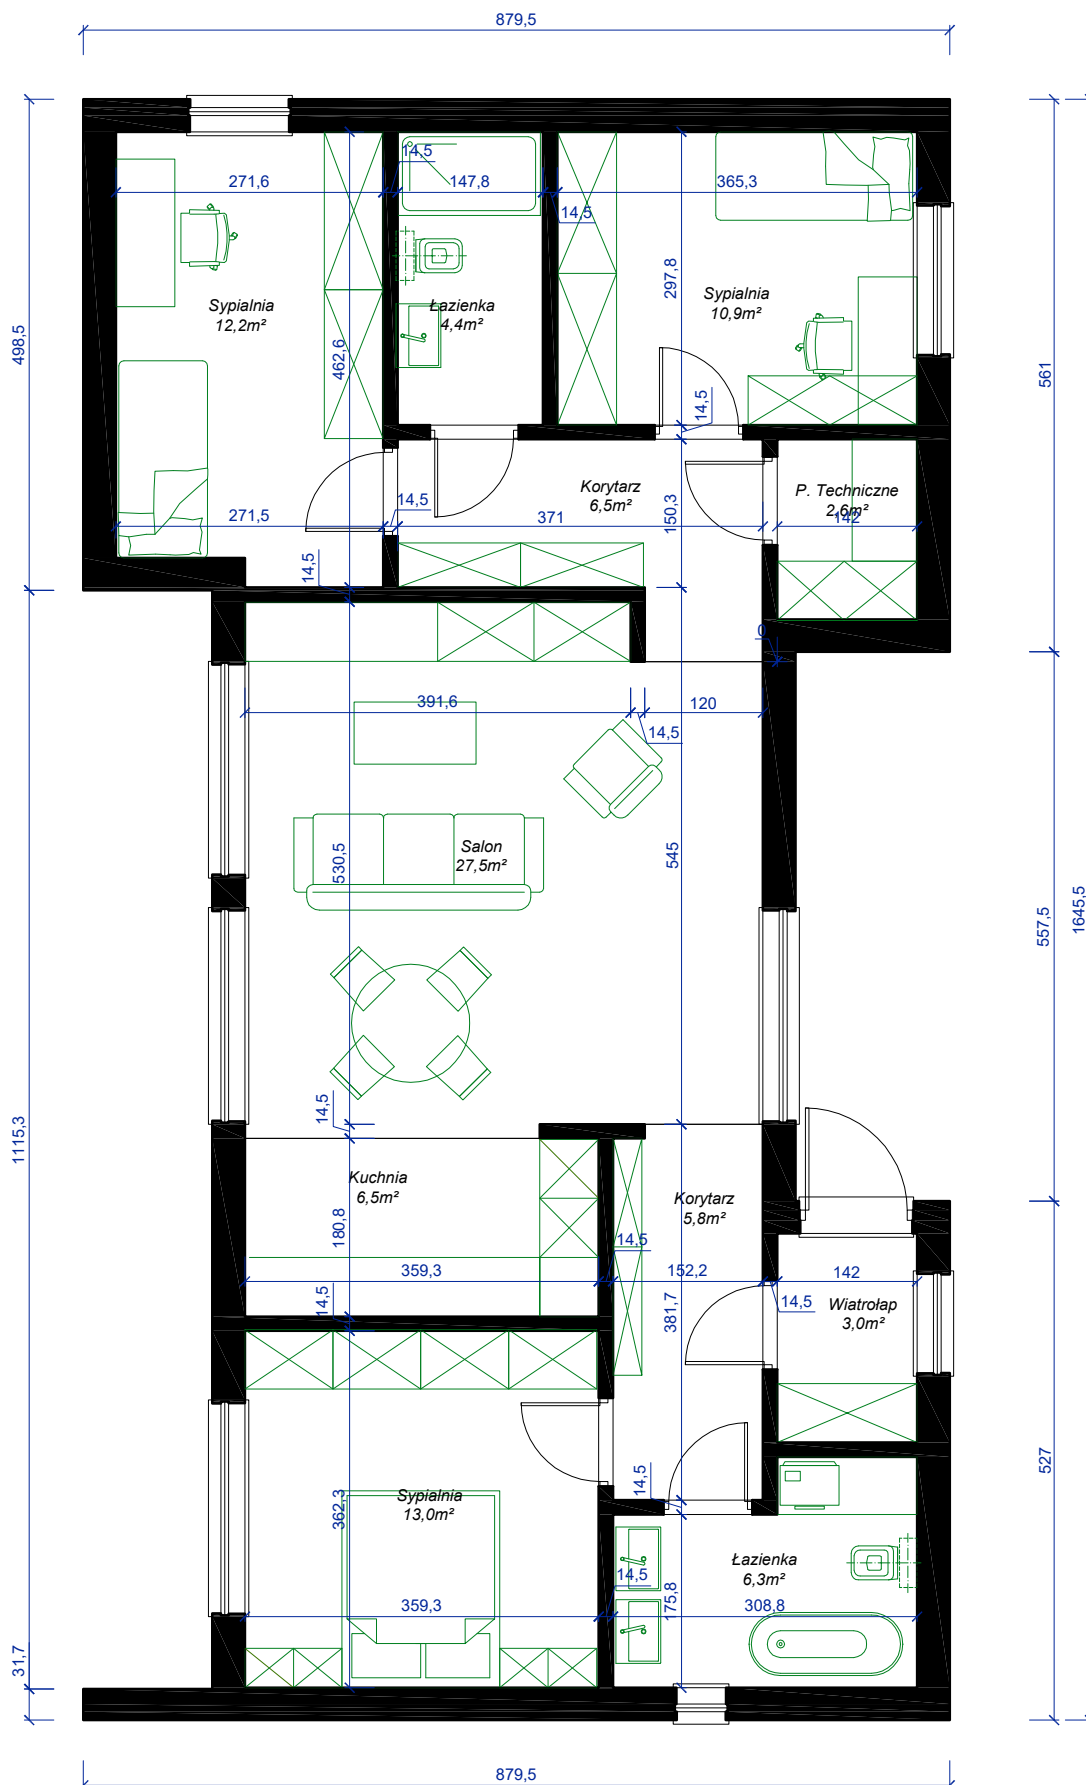 879,5
14,5
271,6
147,8
365,3
14,5
297,8
Sypialnia
12,2m²
Łazienka
4,4m²
Sypialnia
10,9m²
498,5
462,6
561
14,5
Korytarz
6,5m²
P. Techniczne
2,6m²
271,5
14,5
371
150,3
142
14,5
0
391,6
120
14,5
Salon
27,5m²
530,5
545
557,5
1645,5
14,5
1115,3
Kuchnia
6,5m²
Korytarz
5,8m²
180,8
14,5
359,3
152,2
142
14,5
14,5
381,7
Wiatrołap
3,0m²
527
14,5
Sypialnia
13,0m²
362,3
Łazienka
6,3m²
14,5
175,8
359,3
308,8
31,7
879,5